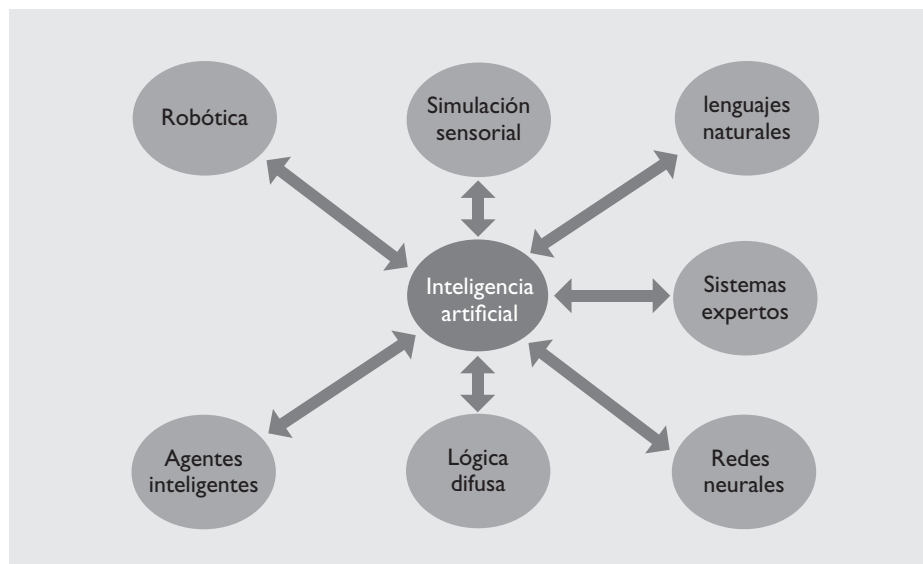 Robótica
Simulación
sensorial
lenguajes
naturales
Inteligencia
artificial
Sistemas
expertos
Agentes
inteligentes
Lógica
difusa
Redes
neurales